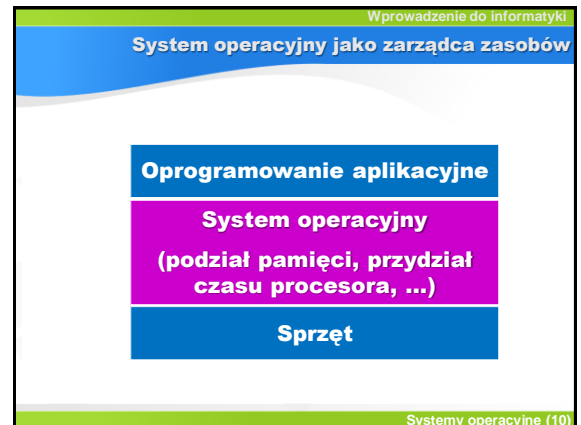 Wprowadzenie do informatyki
System operacyjny jako zarządca zasobów
Oprogramowanie aplikacyjne
System operacyjny
(podział pamięci, przydział
czasu procesora, ...)
Sprzęt
Systemy operacyjne (10)